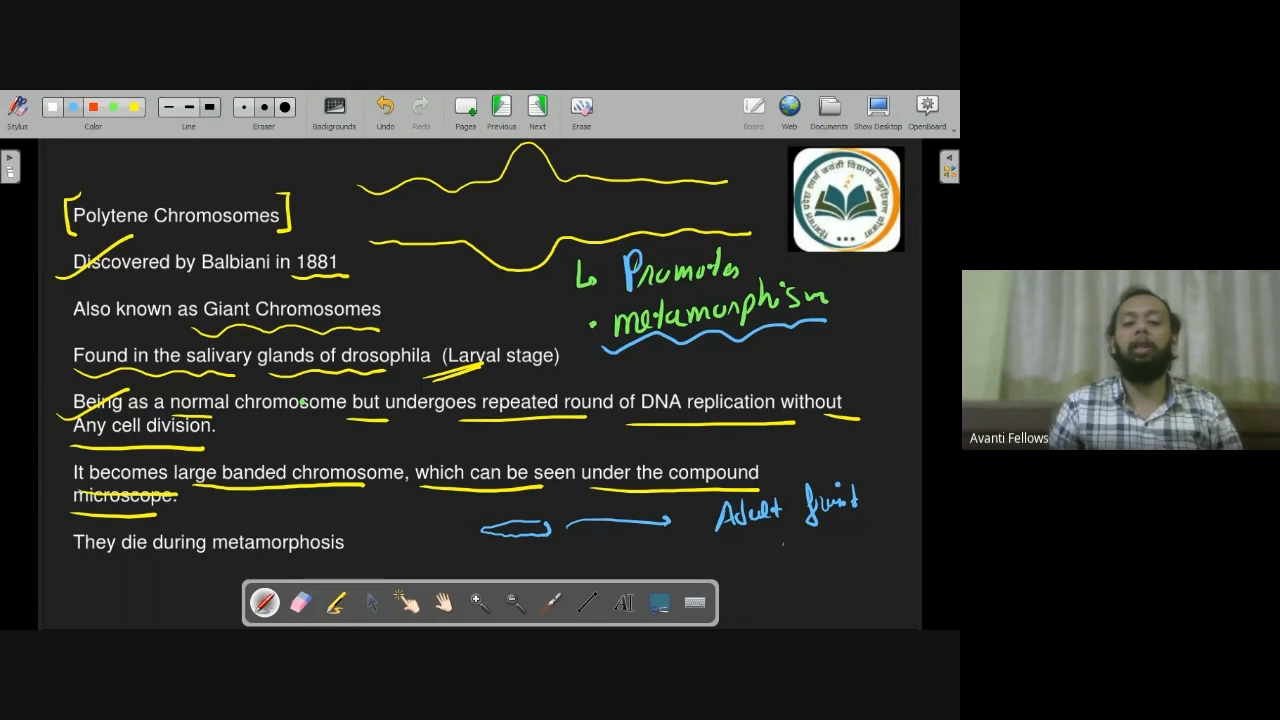 Stylus
Color
Line
Eraser
Backgrounds
Undo
Redo
Pages
Previous
Next
Erase
Board
Web
Documents
Show Desktop
OpenBoard
Polytene Chromosomes
Discovered by Balbiani in 1881
Promotes
Also known as Giant Chromosomes
metamorphism
Found in the salivary glands of drosophila (Larval stage)
Being as a normal chromosome but undergoes repeated round of DNA replication without
Any cell division.
It becomes large banded chromosome, which can be seen under the compound
microscope.
Adult
They die during metamorphosis
AI
Avanti Fellows